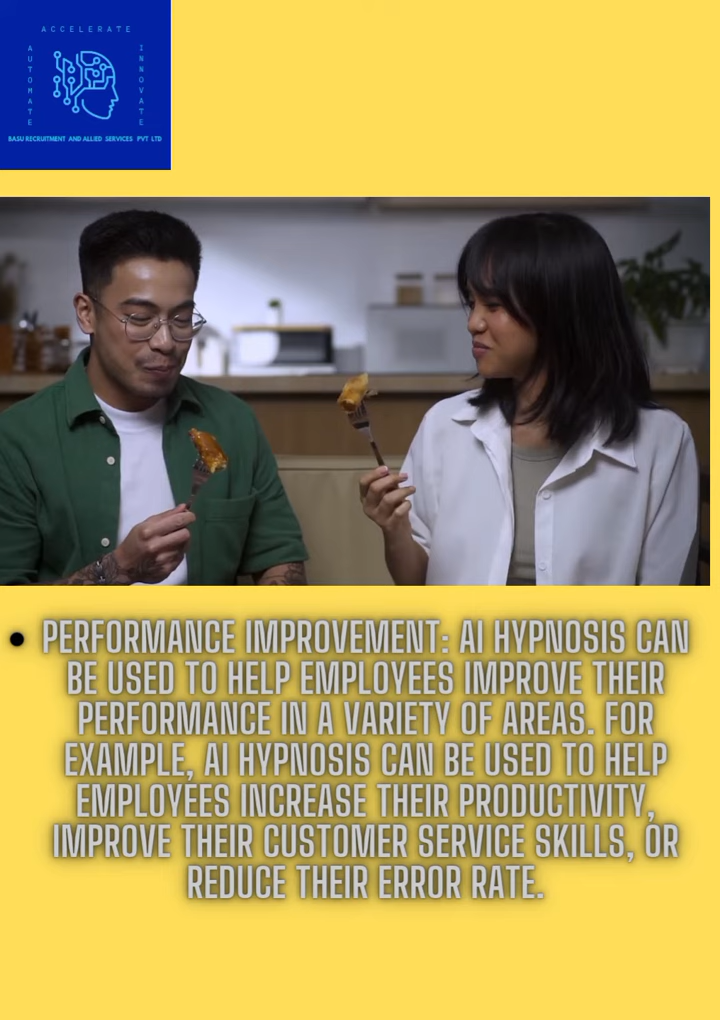 ACCELERATE
AUTOMATE
INNOVATE
BASU RECRUITMENT AND ALLIED SERVICES PVT LTD
• PERFORMANCE IMPROVEMENT: AI HYPNOSIS CAN
BE USED TO HELP EMPLOYEES IMPROVE THEIR
PERFORMANCE IN A VARIETY OF AREAS. FOR
EXAMPLE, AI HYPNOSIS CAN BE USED TO HELP
EMPLOYEES INCREASE THEIR PRODUCTIVITY,
IMPROVE THEIR CUSTOMER SERVICE SKILLS, OR
REDUCE THEIR ERROR RATE.